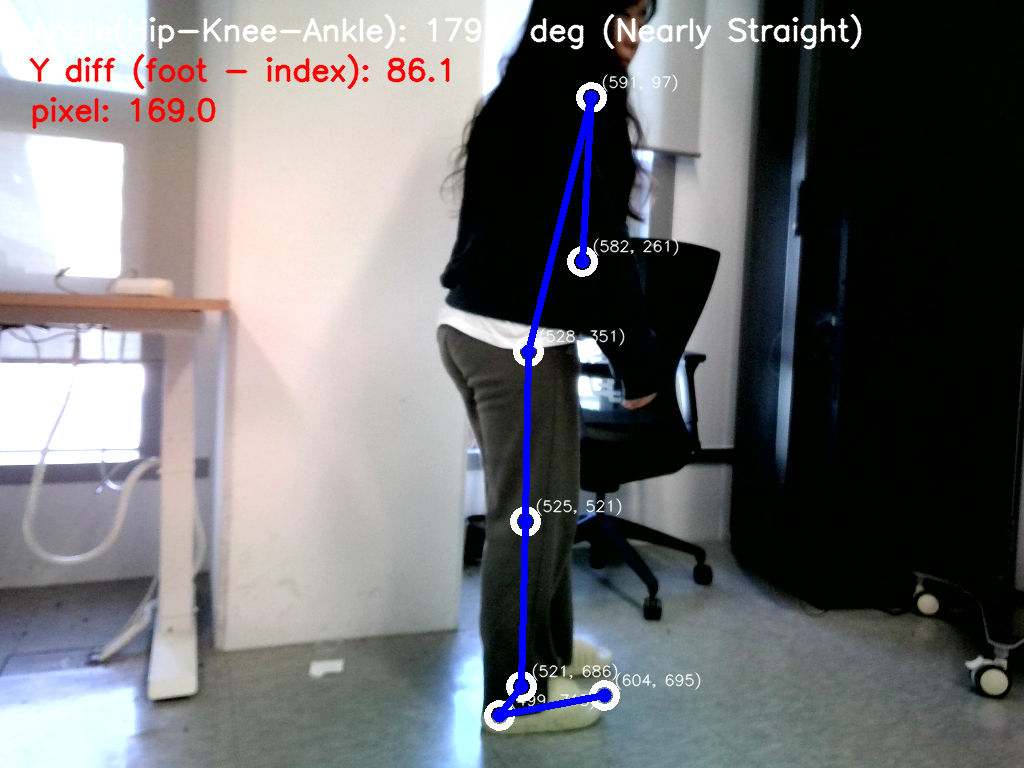 Angle(Hip-Knee-Ankle): 179. deg (Nearly Straight)
Y diff (foot - index): 86.1
pixel: 169.0
(591, 97)
(582, 261)
(528, 351)
(525, 521)
(521, 686)
(604, 695)